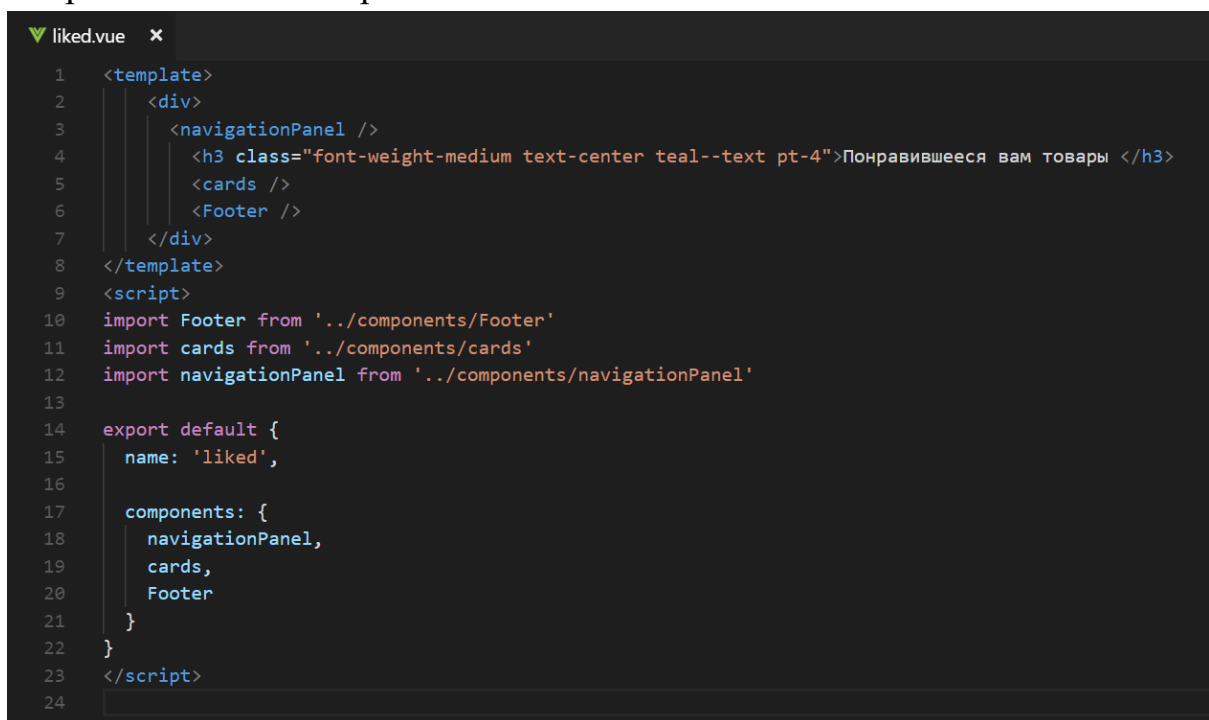 liked.vue ×
1 <template>
2 <div>
3 <navigationPanel />
4 <h3 class="font-weight-medium text-center teal--text pt-4">Понравившееся вам товары </h3>
5 <cards />
6 <Footer />
7 </div>
8 </template>
9 <script>
10 import Footer from '../components/Footer'
11 import cards from '../components/cards'
12 import navigationPanel from '../components/navigationPanel'
13
14 export default {
15 name: 'liked',
16
17 components: {
18 navigationPanel,
19 cards,
20 Footer
21 }
22 }
23 </script>
24